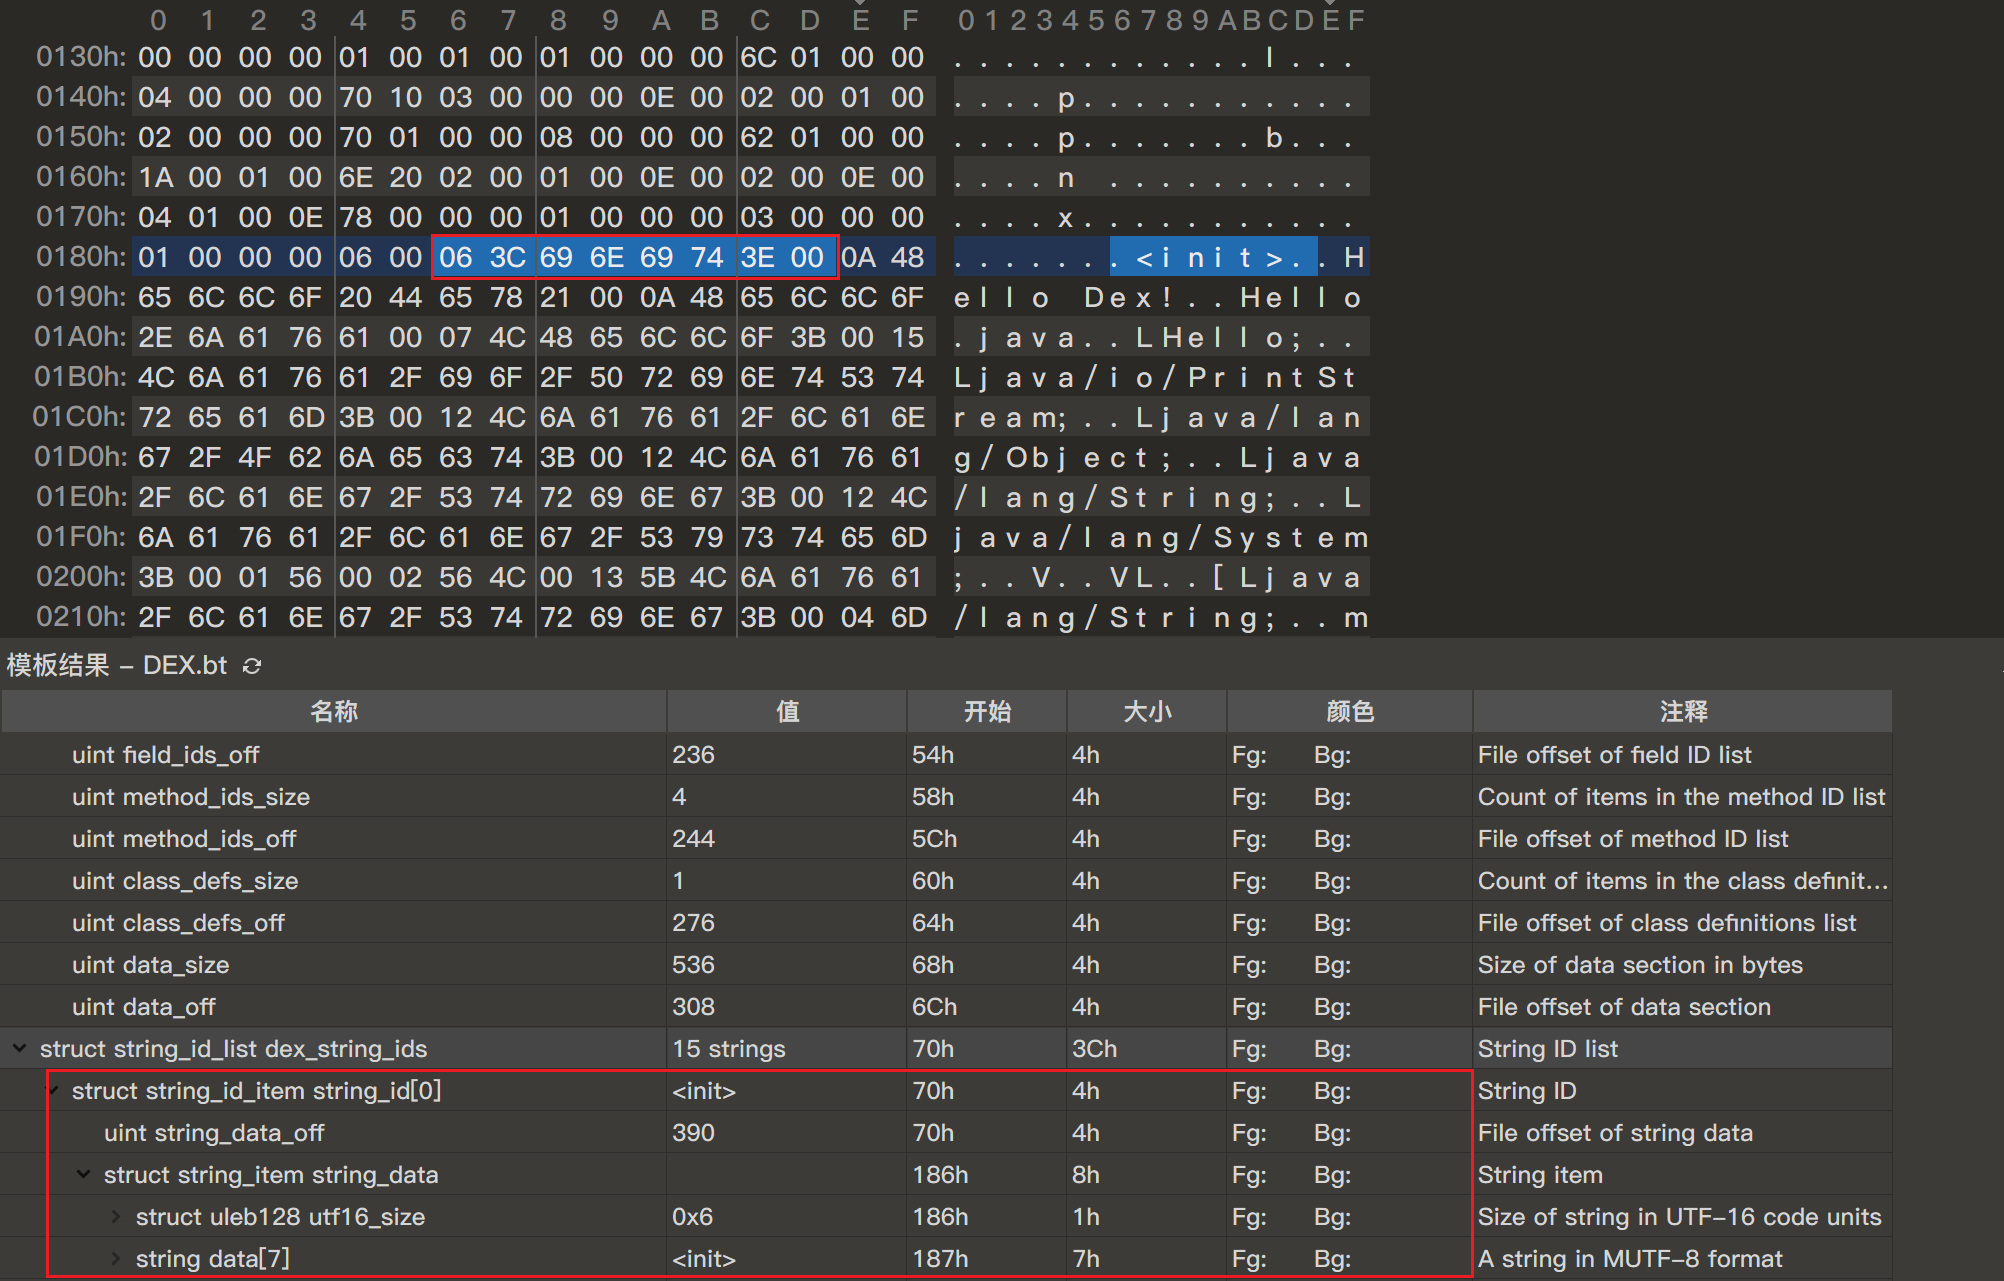 0 1 2 3 4 5 6 7 8 9 A B C D E F 0 1 2 3 4 5 6 7 8 9 A B C D E F
0130h: 00 00 00 00 01 00 01 00 01 00 00 00 6C 01 00 00 . . . . . . . . . . . . l . . .
0140h: 04 00 00 00 70 10 03 00 00 00 0E 00 02 00 01 00 . . . . p . . . . . . . . . . .
0150h: 02 00 00 00 70 01 00 00 08 00 00 00 62 01 00 00 . . . . p . . . . . . . b . . .
0160h: 1A 00 01 00 6E 20 02 00 01 00 0E 00 02 00 0E 00 . . . . n   . . . . . . . . . .
0170h: 04 01 00 0E 78 00 00 00 01 00 00 00 03 00 00 00 . . . . x . . . . . . . . . . .
0180h: 01 00 00 00 06 00 06 3C 69 6E 69 74 3E 00 0A 48 . . . . . . . < i n i t > . . H
0190h: 65 6C 6C 6F 20 44 65 78 21 00 0A 48 65 6C 6C 6F e l l o   D e x ! . . H e l l o
01A0h: 2E 6A 61 76 61 00 07 4C 48 65 6C 6C 6F 3B 00 15 . j a v a . . L H e l l o ; . .
01B0h: 4C 6A 61 76 61 2F 69 6F 2F 50 72 69 6E 74 53 74 L j a v a / i o / P r i n t S t
01C0h: 72 65 61 6D 3B 00 12 4C 6A 61 76 61 2F 6C 61 6E r e a m ; . . L j a v a / l a n
01D0h: 67 2F 4F 62 6A 65 63 74 3B 00 12 4C 6A 61 76 61 g / O b j e c t ; . . L j a v a
01E0h: 2F 6C 61 6E 67 2F 53 74 72 69 6E 67 3B 00 12 4C / l a n g / S t r i n g ; . . L
01F0h: 6A 61 76 61 2F 6C 61 6E 67 2F 53 79 73 74 65 6D j a v a / l a n g / S y s t e m
0200h: 3B 00 01 56 00 02 56 4C 00 13 5B 4C 6A 61 76 61 ; . . V . . V L . . [ L j a v a
0210h: 2F 6C 61 6E 67 2F 53 74 72 69 6E 67 3B 00 04 6D / l a n g / S t r i n g ; . . m
模板结果 – DEX.bt
名称 值 开始 大小 颜色 注释
uint field_ids_off 236 54h 4h Fg: Bg: File offset of field ID list
uint method_ids_size 4 58h 4h Fg: Bg: Count of items in the method ID list
uint method_ids_off 244 5Ch 4h Fg: Bg: File offset of method ID list
uint class_defs_size 1 60h 4h Fg: Bg: Count of items in the class definit...
uint class_defs_off 276 64h 4h Fg: Bg: File offset of class definitions list
uint data_size 536 68h 4h Fg: Bg: Size of data section in bytes
uint data_off 308 6Ch 4h Fg: Bg: File offset of data section
struct string_id_list dex_string_ids 15 strings 70h 3Ch Fg: Bg: String ID list
struct string_id_item string_id[0] <init> 70h 4h Fg: Bg: String ID
uint string_data_off 390 70h 4h Fg: Bg: File offset of string data
struct string_item string_data 186h 8h Fg: Bg: String item
struct uleb128 utf16_size 0x6 186h 1h Fg: Bg: Size of string in UTF-16 code units
string data[7] <init> 187h 7h Fg: Bg: A string in MUTF-8 format